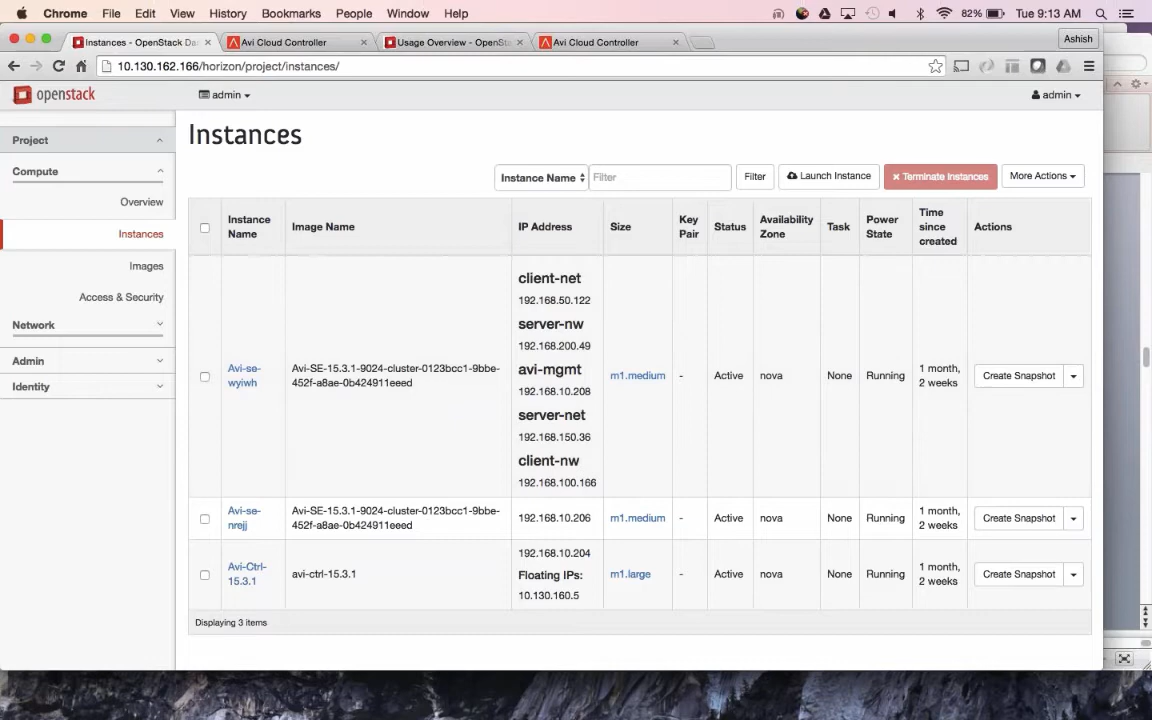 Chrome File Edit View History Bookmarks People Window Help 82% Tue 9:13 AM
Instances - OpenStack Da Avi Cloud Controller Usage Overview - OpenSta Avi Cloud Controller Ashish
10.130.162.166/horizon/project/instances/
openstack admin admin
Project
Compute
Overview
Instances
Images
Access & Security
Network
Admin
Identity
Instances
Instance Name Filter Filter Launch Instance Terminate Instances More Actions
Instance Name Image Name IP Address Size Key Pair Status Availability Zone Task Power State Time since created Actions
client-net
192.168.50.122
server-nw
192.168.200.49
Avi-se-wyiwh Avi-SE-15.3.1-9024-cluster-0123bcc1-9bbe-452f-a8ae-0b424911eeed avi-mgmt m1.medium - Active nova None Running 1 month, 2 weeks Create Snapshot
192.168.10.208
server-net
192.168.150.36
client-nw
192.168.100.166
Avi-se-nrejj Avi-SE-15.3.1-9024-cluster-0123bcc1-9bbe-452f-a8ae-0b424911eeed 192.168.10.206 m1.medium - Active nova None Running 1 month, 2 weeks Create Snapshot
192.168.10.204
Avi-Ctrl-15.3.1 avi-ctrl-15.3.1 Floating IPs: m1.large - Active nova None Running 1 month, 2 weeks Create Snapshot
10.130.160.5
Displaying 3 items